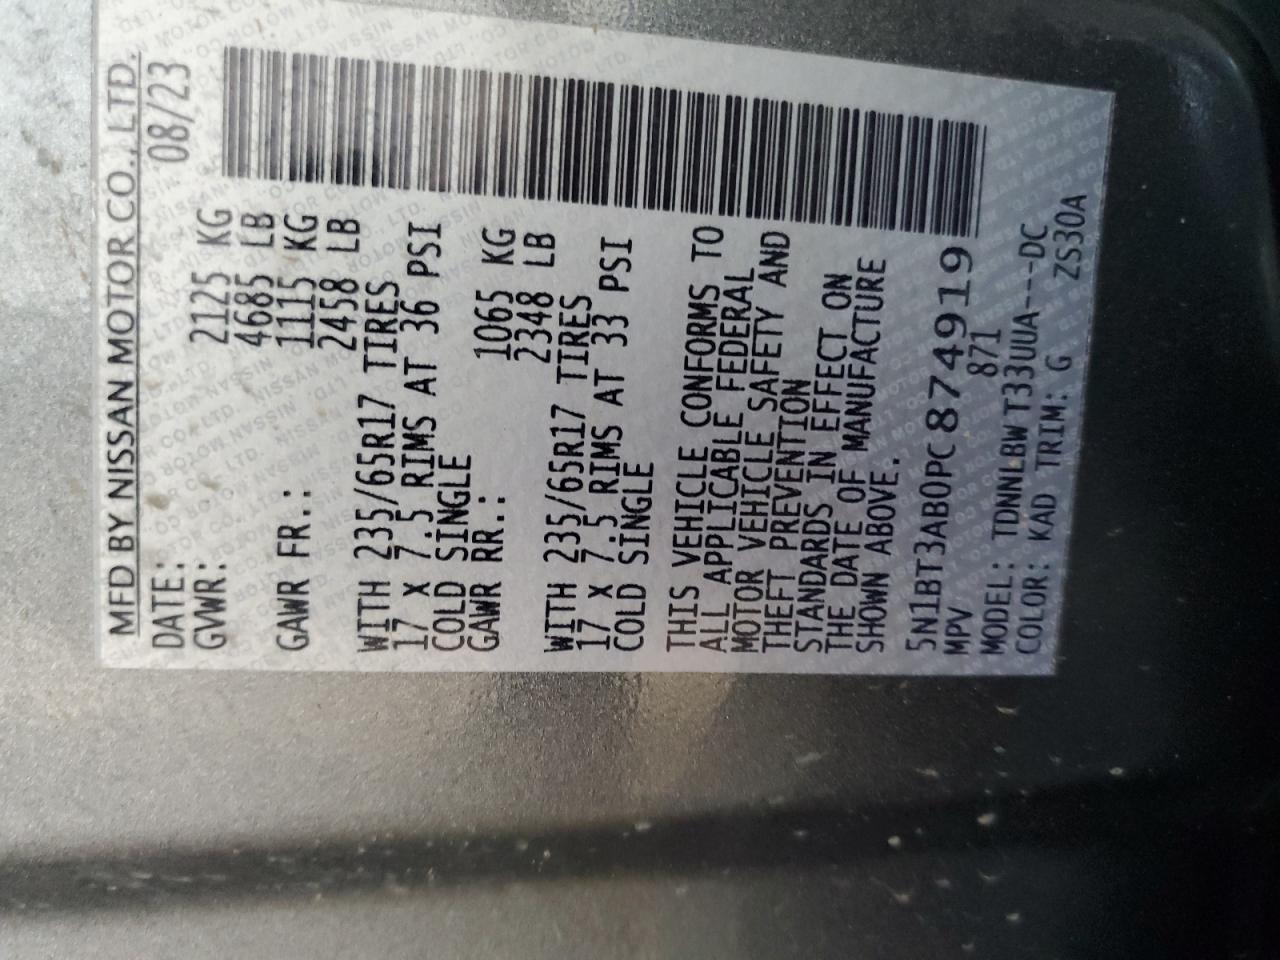 MFD BY NISSAN MOTOR CO., LTD.
DATE: 08/23
GVWR: 2125 KG
4685 LB
GAWR FR.: 1115 KG
2458 LB
WITH 235/65R17 TIRES
17 X 7.5 RIMS AT 36 PSI
COLD SINGLE
GAWR RR.: 1065 KG
2348 LB
WITH 235/65R17 TIRES
17 X 7.5 RIMS AT 33 PSI
COLD SINGLE
THIS VEHICLE CONFORMS TO
ALL APPLICABLE FEDERAL
MOTOR VEHICLE SAFETY AND
THEFT PREVENTION
STANDARDS IN EFFECT ON
THE DATE OF MANUFACTURE
SHOWN ABOVE.
5N1BT3AB0PC874919
MPV 871
MODEL: TDNNLBWT33UUA---DC
COLOR: KAD TRIM: G ZS30A